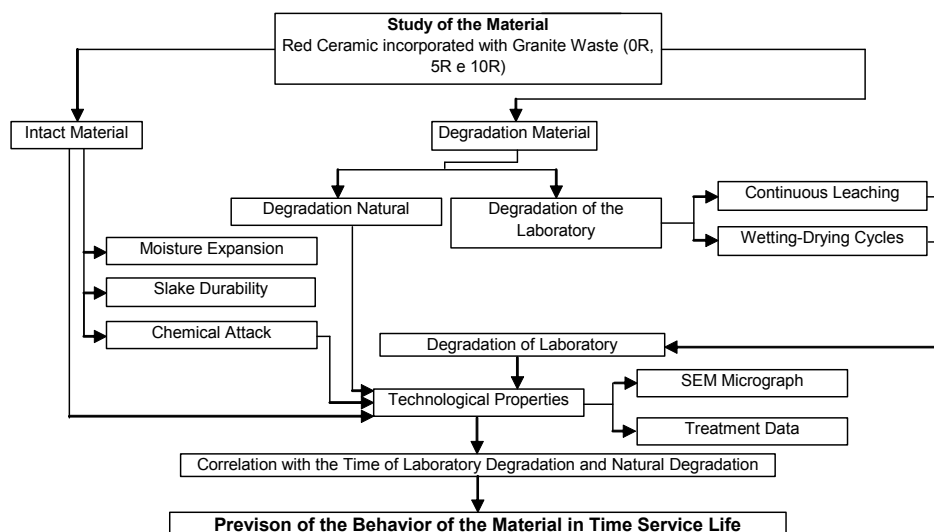 Study of the Material
Red Ceramic incorporated with Granite Waste (0R,
5R e 10R)
Intact Material
Degradation Material
Degradation Natural
Degradation of the
Laboratory
Continuous Leaching
Wetting-Drying Cycles
Moisture Expansion
Slake Durability
Chemical Attack
Degradation of Laboratory
Technological Properties
SEM Micrograph
Treatment Data
Correlation with the Time of Laboratory Degradation and Natural Degradation
Previson of the Behavior of the Material in Time Service Life